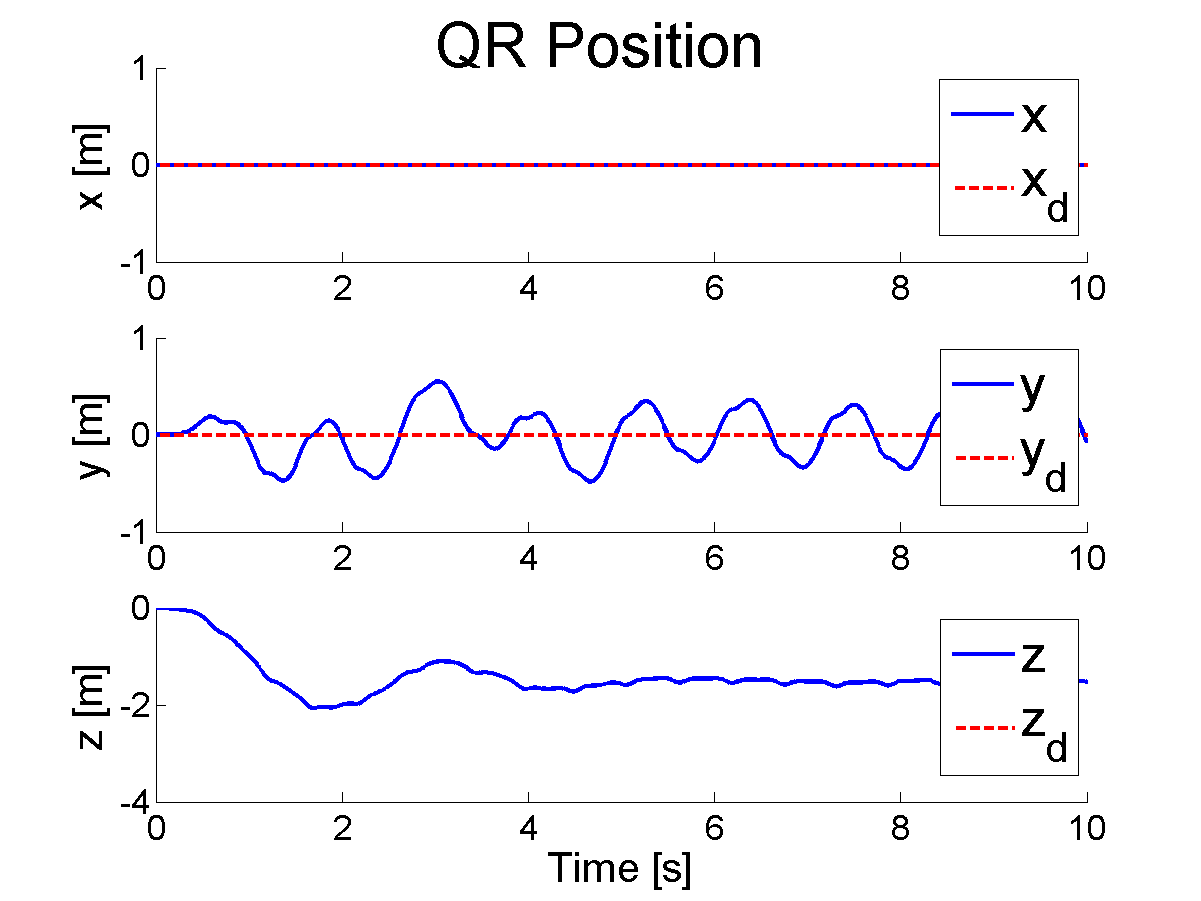 QR Position
1
0
-1
x [m]
0 2 4 6 8 10
x
x_d
1
0
-1
y [m]
0 2 4 6 8 10
y
y_d
0
-2
-4
z [m]
0 2 4 6 8 10
z
z_d
Time [s]